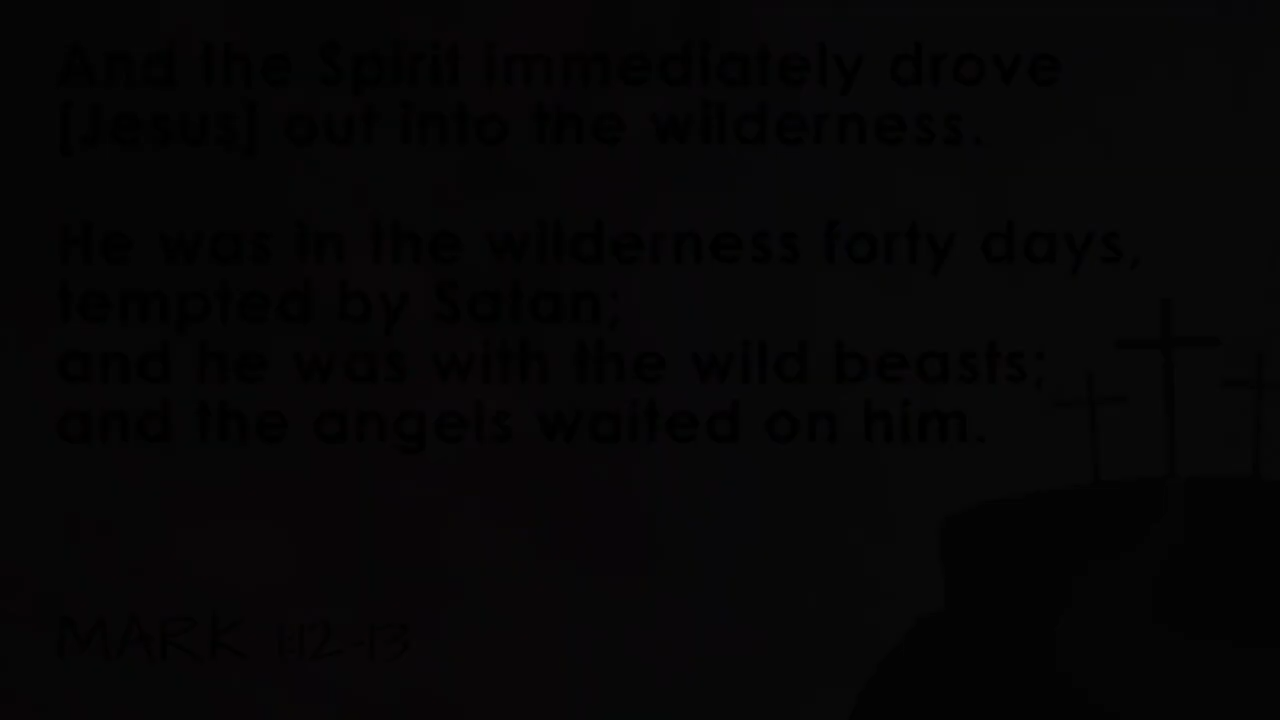 And the Spirit immediately drove
[Jesus] out into the wilderness.
He was in the wilderness forty days,
tempted by Satan;
and he was with the wild beasts;
and the angels waited on him.
MARK 1:12-13